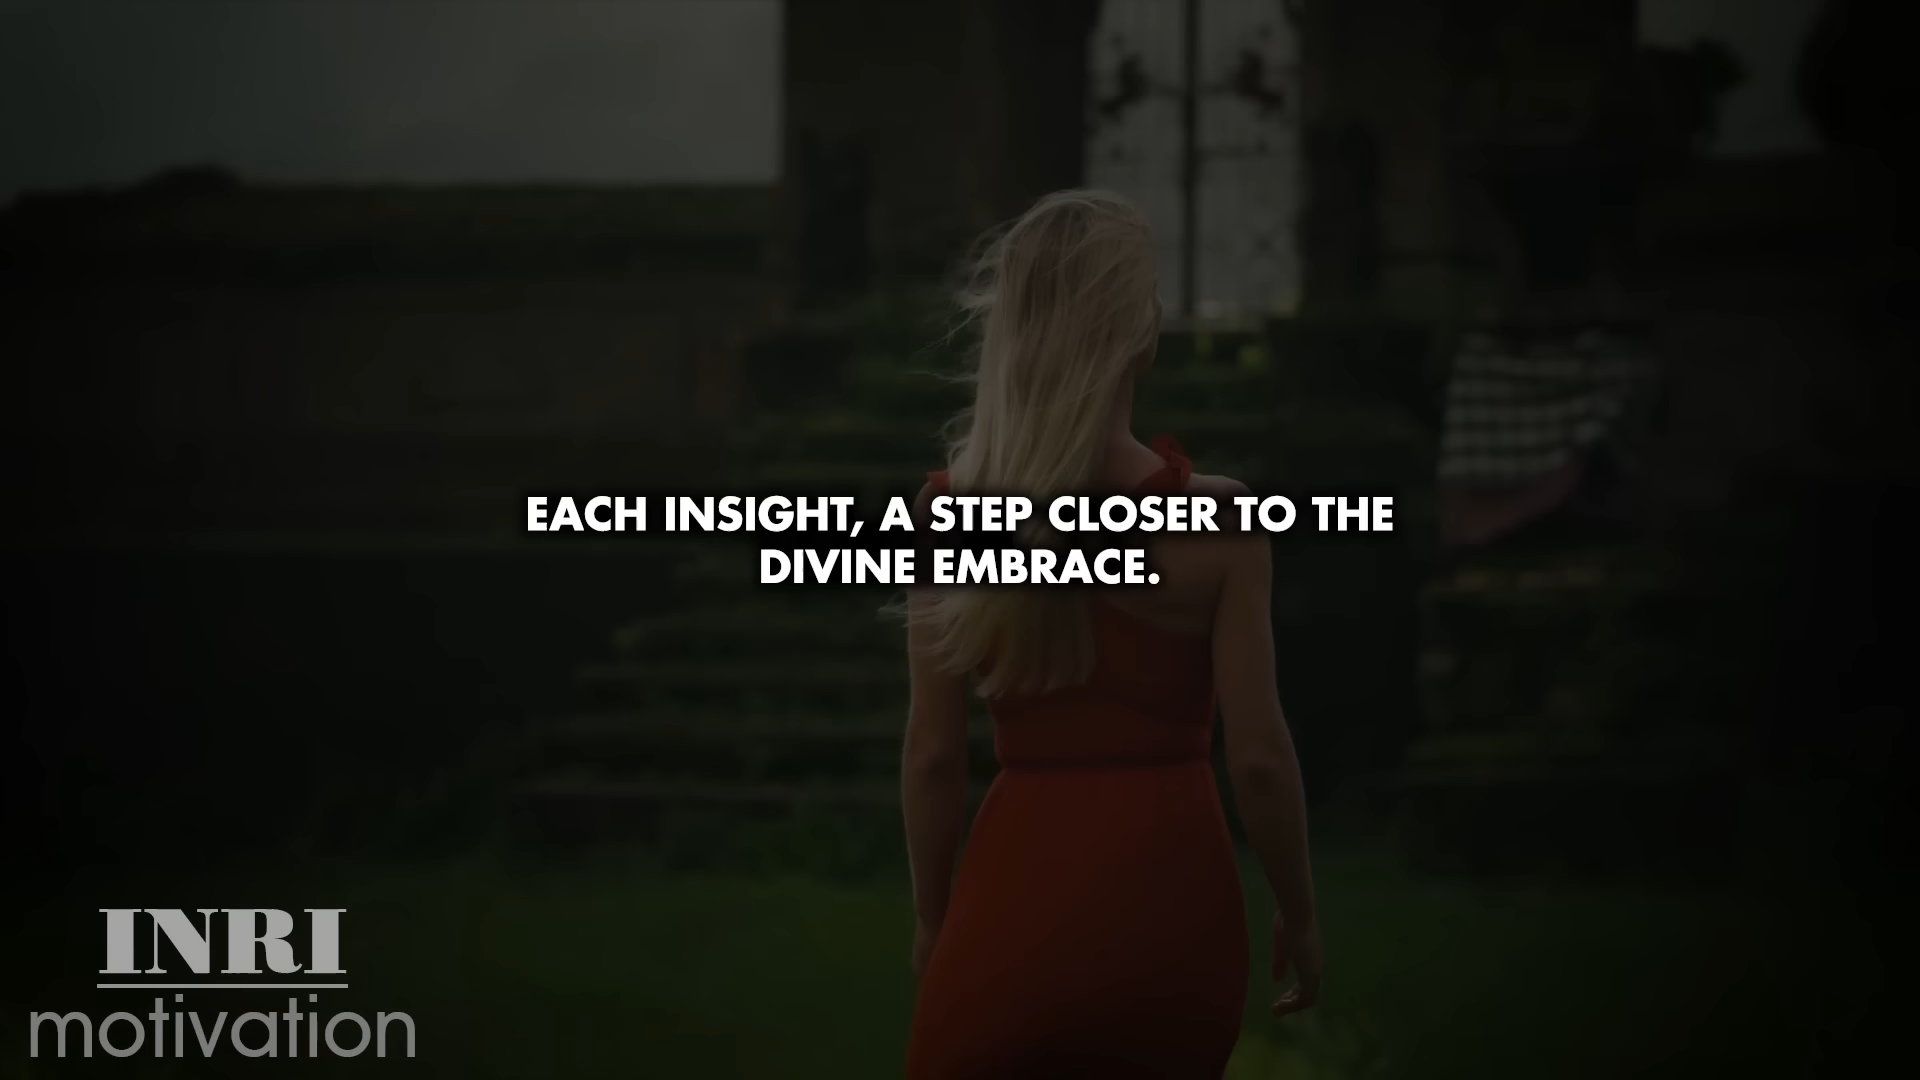 EACH INSIGHT, A STEP CLOSER TO THE
DIVINE EMBRACE.
INRI
motivation